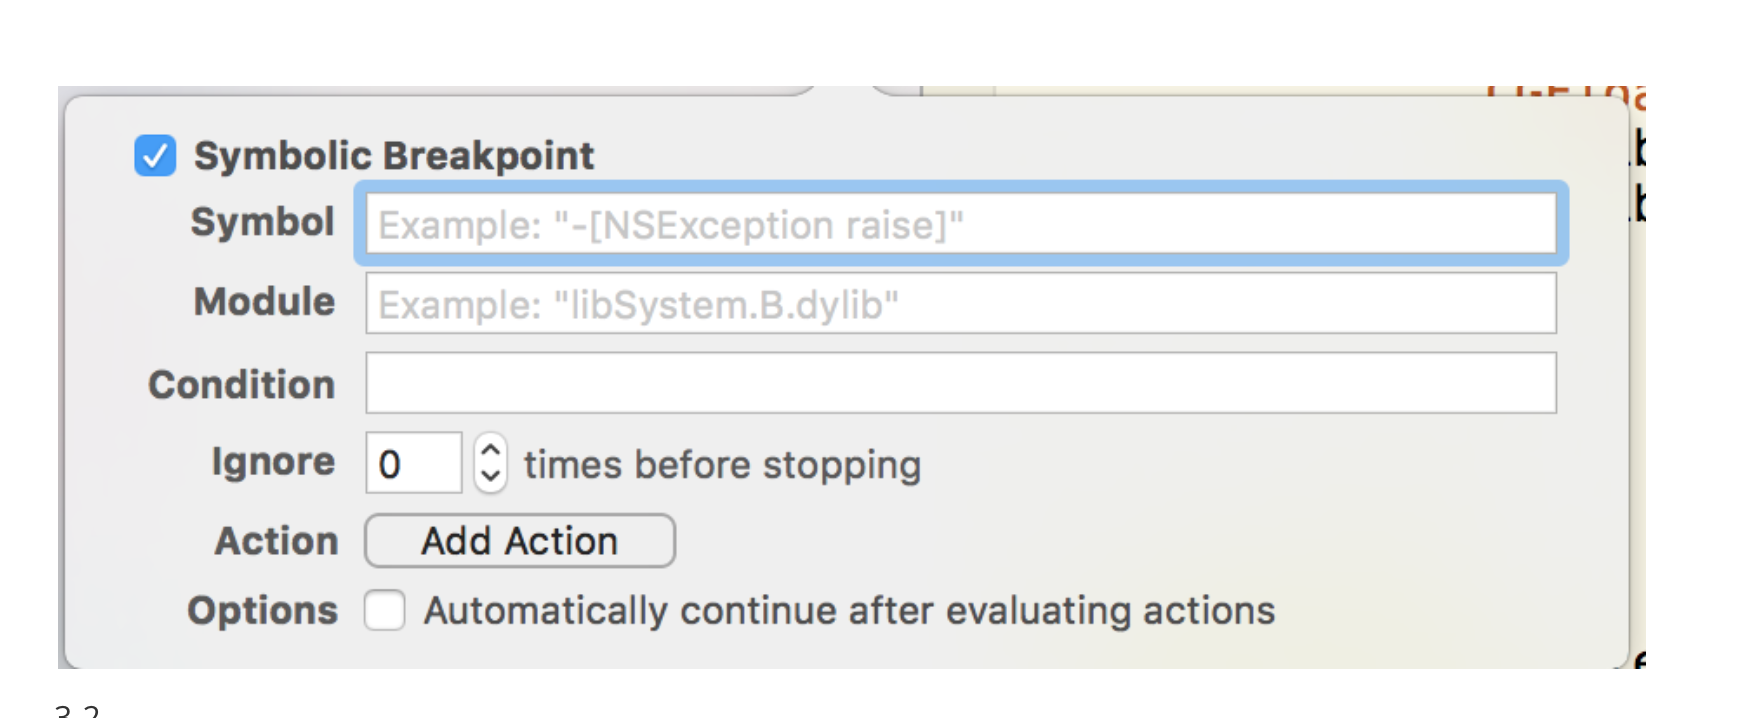 Symbolic Breakpoint
Symbol Example: "-[NSException raise]"
Module Example: "libSystem.B.dylib"
Condition
Ignore 0 times before stopping
Action Add Action
Options Automatically continue after evaluating actions
3.2